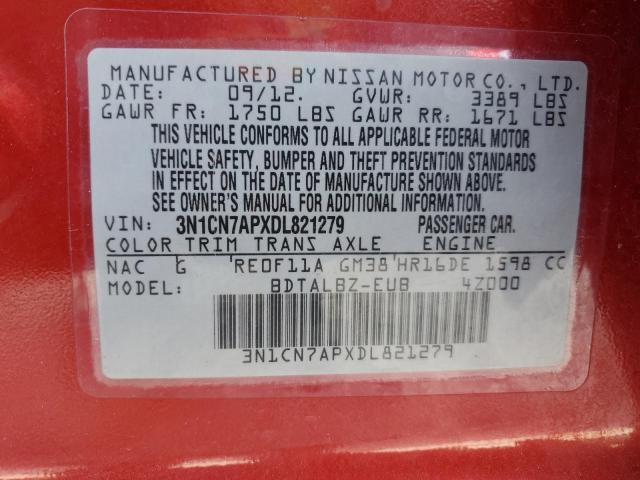 MANUFACTURED BY NISSAN MOTOR CO., LTD.
DATE: 09/12. GVWR: 3389 LBS
GAWR FR: 1750 LBS GAWR RR: 1671 LBS
THIS VEHICLE CONFORMS TO ALL APPLICABLE FEDERAL MOTOR
VEHICLE SAFETY, BUMPER AND THEFT PREVENTION STANDARDS
IN EFFECT ON THE DATE OF MANUFACTURE SHOWN ABOVE.
SEE OWNER'S MANUAL FOR ADDITIONAL INFORMATION.
VIN: 3N1CN7APXDL821279 PASSENGER CAR.
COLOR TRIM TRANS AXLE ENGINE
NAC G RE0F11A GM38 HR16DE 1598 CC
MODEL: BDTALBZ-EUB 4Z000
3N1CN7APXDL821279